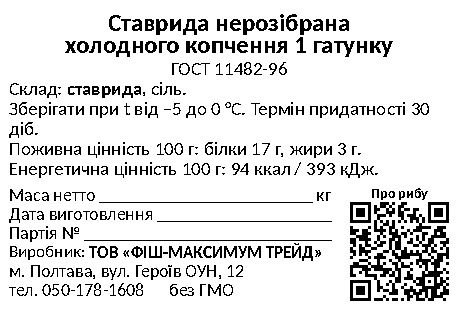 Ставрида нерозібрана
холодного копчення 1 гатунку
ГОСТ 11482-96
Склад: ставрида, сіль.
Зберігати при t від –5 до 0 °C. Термін придатності 30
діб.
Поживна цінність 100 г: білки 17 г, жири 3 г.
Енергетична цінність 100 г: 94 ккал / 393 кДж.
Маса нетто ________________________ кг
Про рибу
Дата виготовлення ___________________
Партія № ___________________________
Виробник: ТОВ «ФІШ-МАКСИМУМ ТРЕЙД»
м. Полтава, вул. Героїв ОУН, 12
тел. 050-178-1608 без ГМО